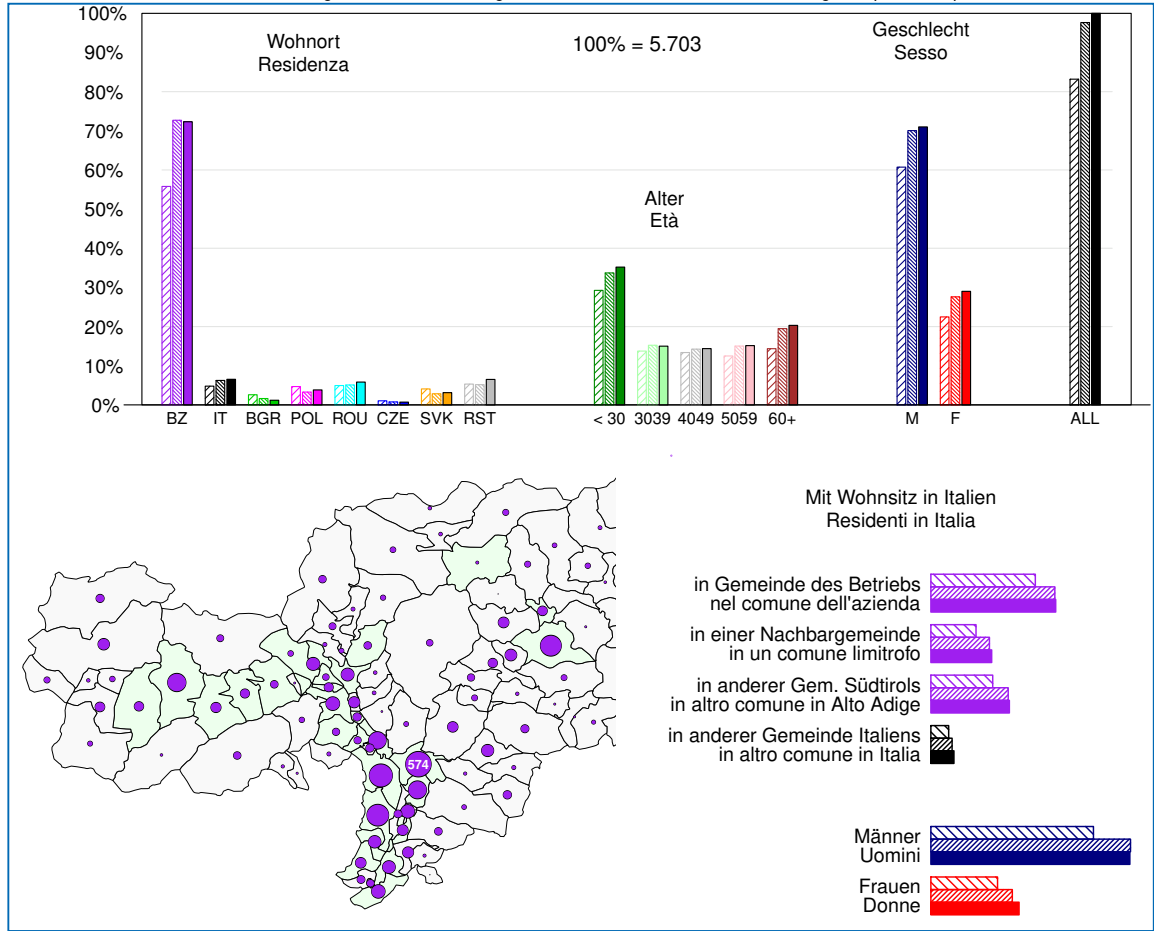 100%
90%
80%
70%
60%
50%
40%
30%
20%
10%
0%
Wohnort
Residenza
100% = 5.703
Geschlecht
Sesso
Alter
Età
BZ IT BGR POL ROU CZE SVK RST < 30 3039 4049 5059 60+ M F ALL
Mit Wohnsitz in Italien
Residenti in Italia
in Gemeinde des Betriebs
nel comune dell'azienda
in einer Nachbargemeinde
in un comune limitrofo
in anderer Gem. Südtirols
in altro comune in Alto Adige
in anderer Gemeinde Italiens
in altro comune in Italia
574
Männer
Uomini
Frauen
Donne